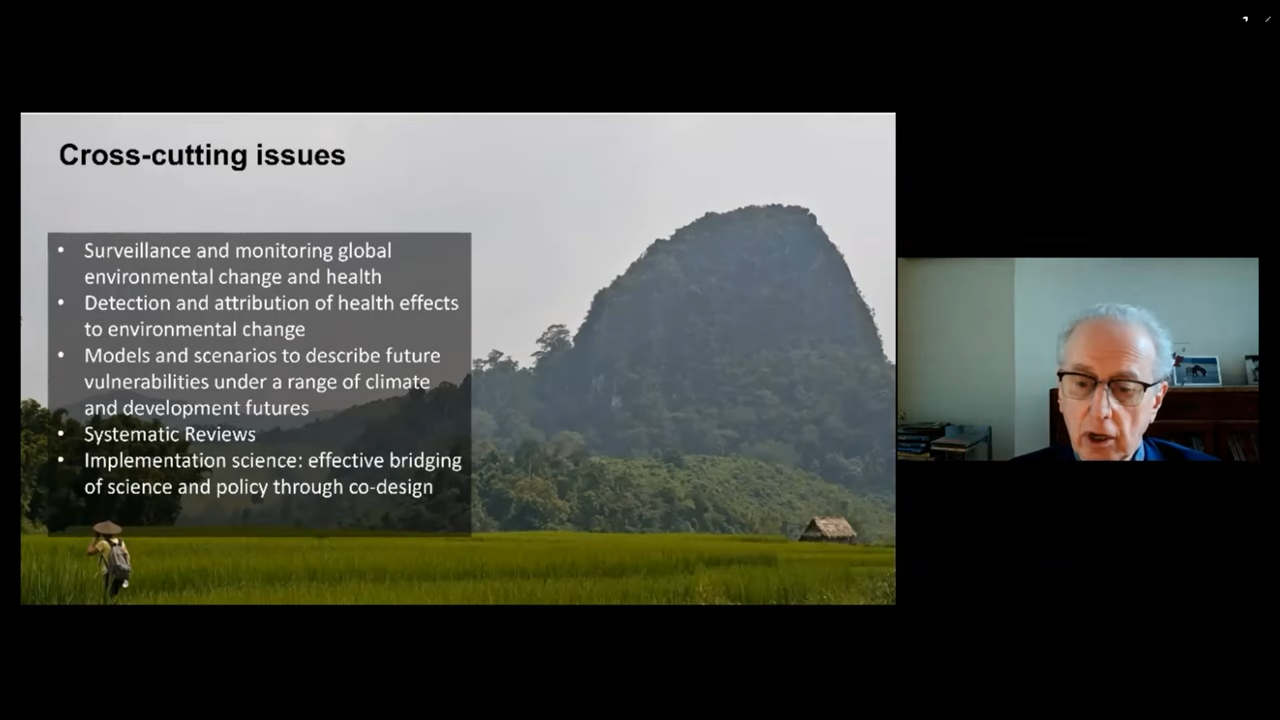 Cross-cutting issues
• Surveillance and monitoring global
environmental change and health
• Detection and attribution of health effects
to environmental change
• Models and scenarios to describe future
vulnerabilities under a range of climate
and development futures
• Systematic Reviews
• Implementation science: effective bridging
of science and policy through co-design